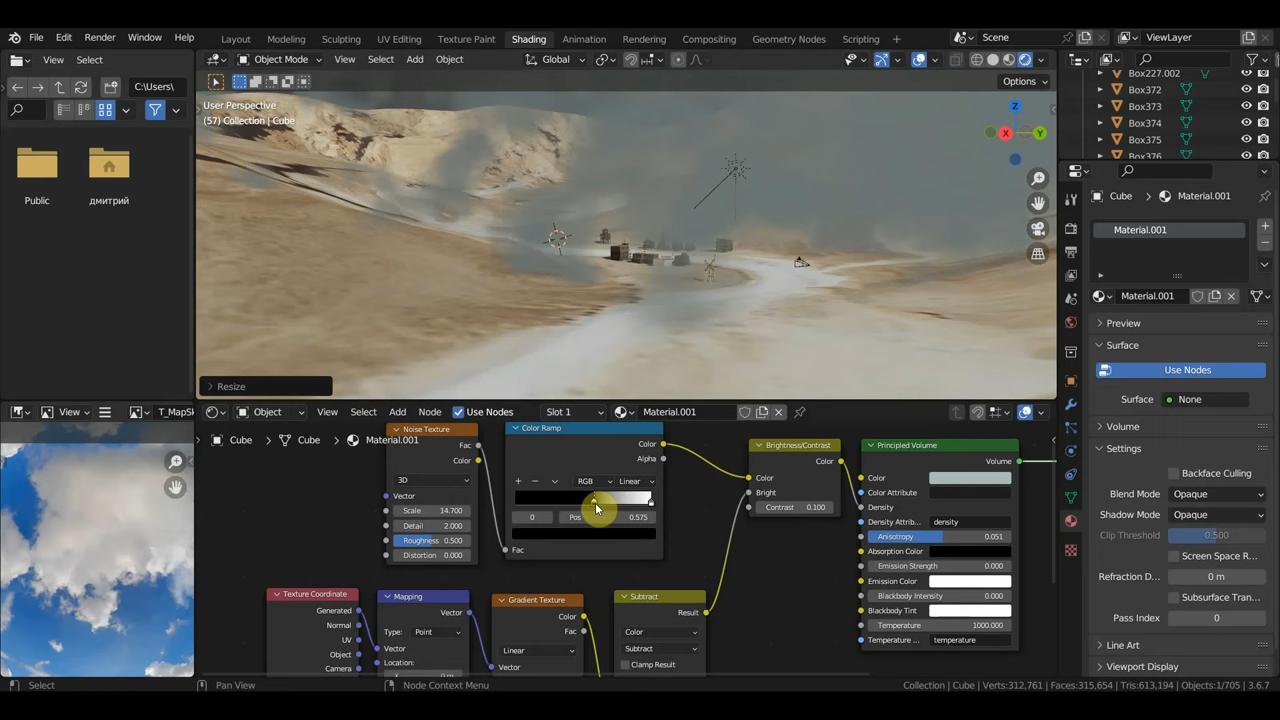 File Edit Render Window Help Layout Modeling Sculpting UV Editing Texture Paint Shading Animation Rendering Compositing Geometry Nodes Scripting + Scene ViewLayer
View Select
Object Mode View Select Add Object Global
C:\Users\
Options
User Perspective
(57) Collection | Cube
Z
X
Y
Public
дмитрий
Box227.002
Box372
Box373
Box374
Box375
Box376
Cube Material.001
Material.001
Material.001
Preview
Surface
Use Nodes
Surface None
Volume
Settings
Backface Culling
Blend Mode Opaque
Shadow Mode Opaque
Clip Threshold 0.500
Screen Space R...
Refraction D... 0 m
Subsurface Tran...
Pass Index 0
Line Art
Viewport Display
Resize
View T_MapSk
Object View Select Add Node Use Nodes Slot 1 Material.001
Cube Cube Material.001
Noise Texture
Fac
Color
3D
Vector
Scale 14.700
Detail 2.000
Roughness 0.500
Distortion 0.000
Color Ramp
Color
Alpha
RGB Linear
0 Pos 0.575
Fac
Brightness/Contrast
Color
Color
Bright
Contrast 0.100
Principled Volume
Volume
Color
Color Attribute
Density
Density Attrib... density
Anisotropy 0.051
Absorption Color
Emission Strength 0.000
Emission Color
Blackbody Intensity 0.000
Blackbody Tint
Temperature 1000.000
Temperature ... temperature
Texture Coordinate
Generated
Normal
UV
Object
Camera
Mapping
Vector
Type: Point
Vector
Location:
Gradient Texture
Color
Fac
Linear
Vector
Subtract
Result
Color
Subtract
Clamp Result
Select Pan View Node Context Menu Collection | Cube | Verts:312,761 | Faces:315,654 | Tris:613,194 | Objects:1/705 | 3.6.7